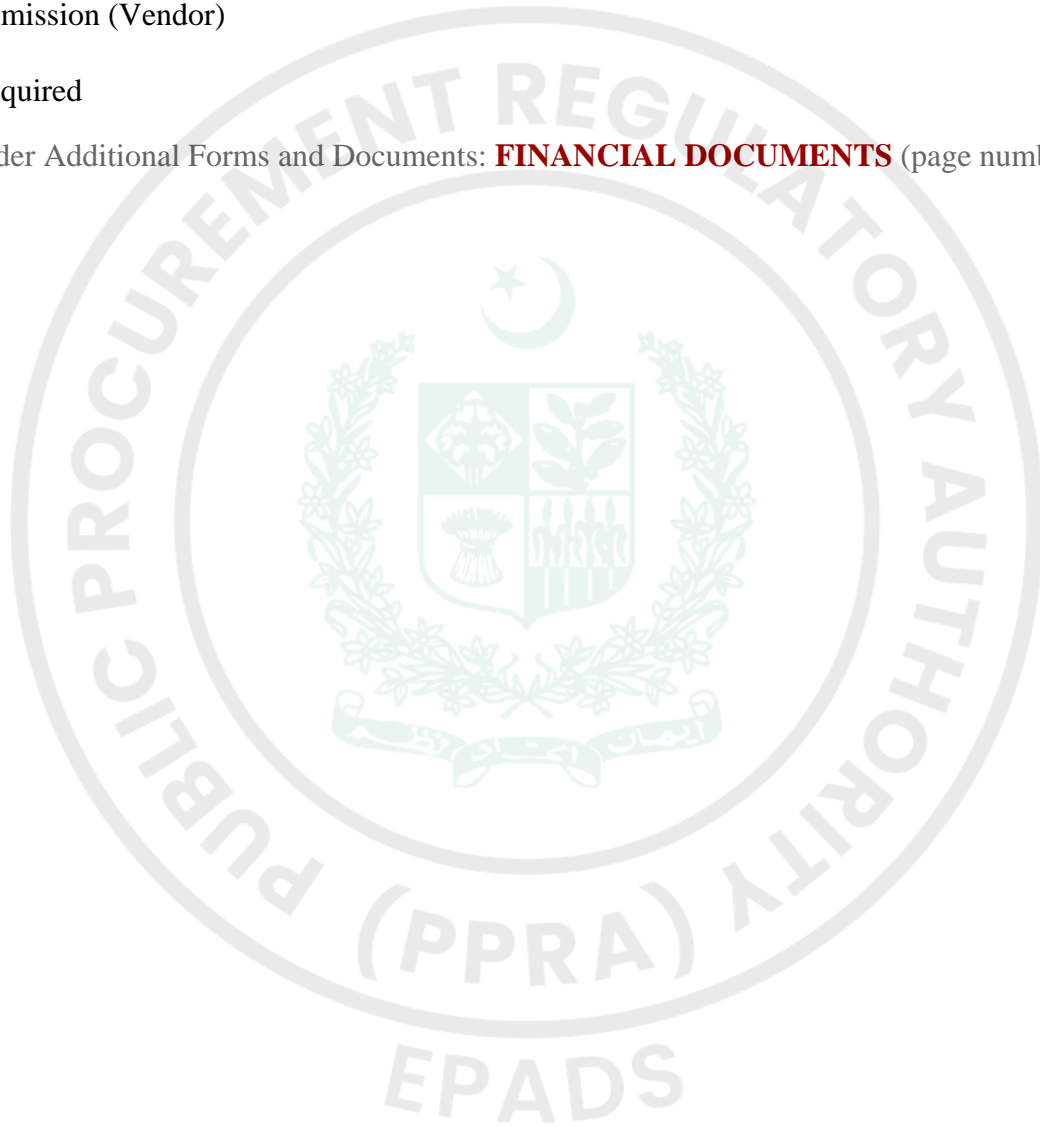 mission (Vendor)
quired
der Additional Forms and Documents: FINANCIAL DOCUMENTS (page numb
PUBLIC PROCUREMENT REGULATORY AUTHORITY
(PPRA)
EPADS